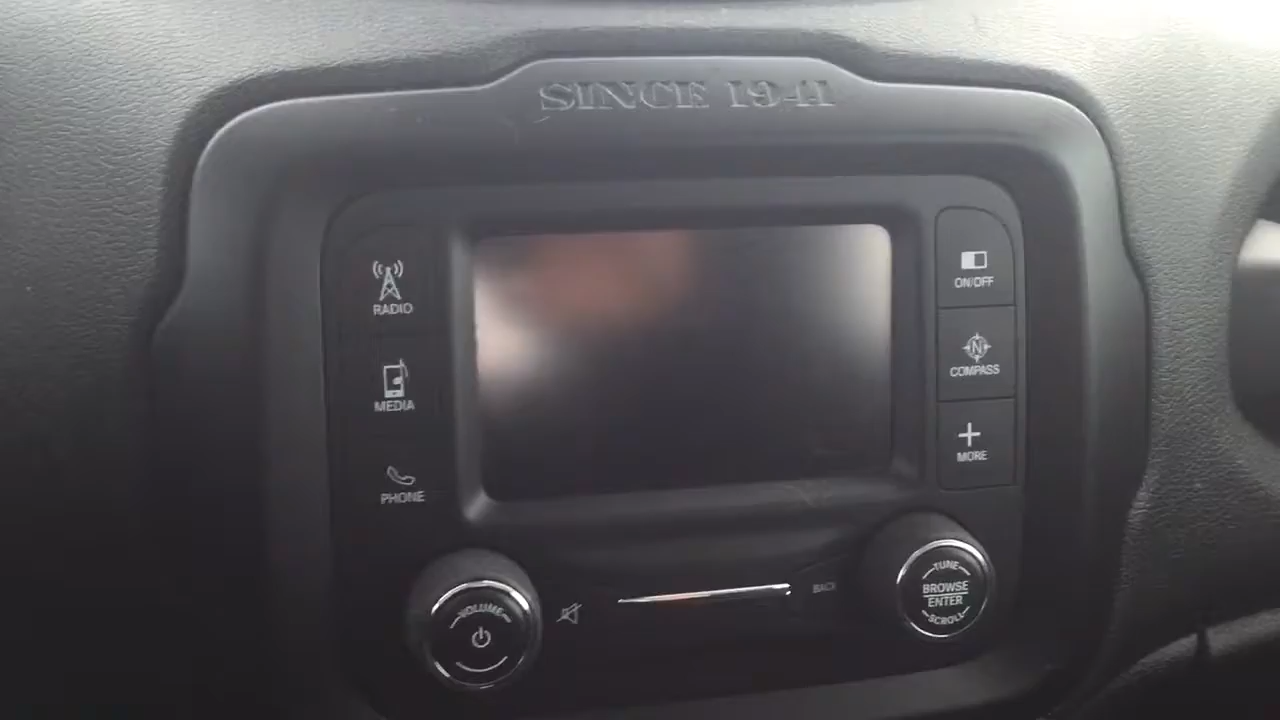 SINCE 1941
RADIO
MEDIA
PHONE
ON/OFF
N
COMPASS
MORE
VOLUME
BACK
TUNE
BROWSE
ENTER
SCROLL